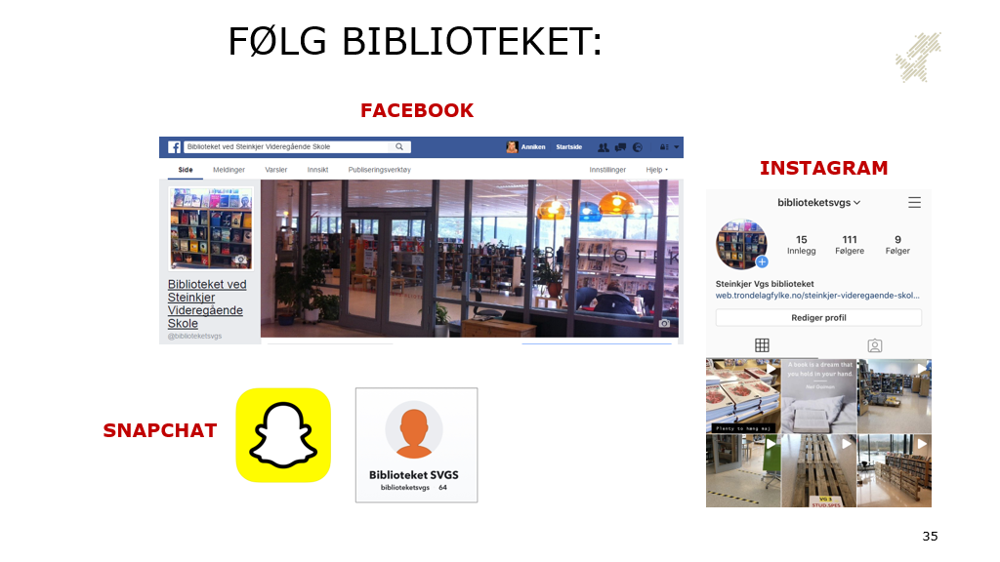 FØLG BIBLIOTEKET:
FACEBOOK
Biblioteket ved Steinkjer Videregående Skole
Anniken Startside
Side Meldinger Varsler Innsikt Publiseringsverktøy Innstillinger Hjelp
BIBLIOTEK
Biblioteket ved
Steinkjer
Videregående
Skole
@biblioteketsvgs
INSTAGRAM
biblioteketsvgs
15 111 9
Innlegg Følgere Følger
Steinkjer Vgs biblioteket
web.trondelagfylke.no/steinkjer-videregaende-skol...
Rediger profil
A book is a dream that
you hold in your hand.
Neil Gaiman
Plenty to hang maj
VG 3
STUD.SPES
SNAPCHAT
Biblioteket SVGS
biblioteketsvgs 64
35